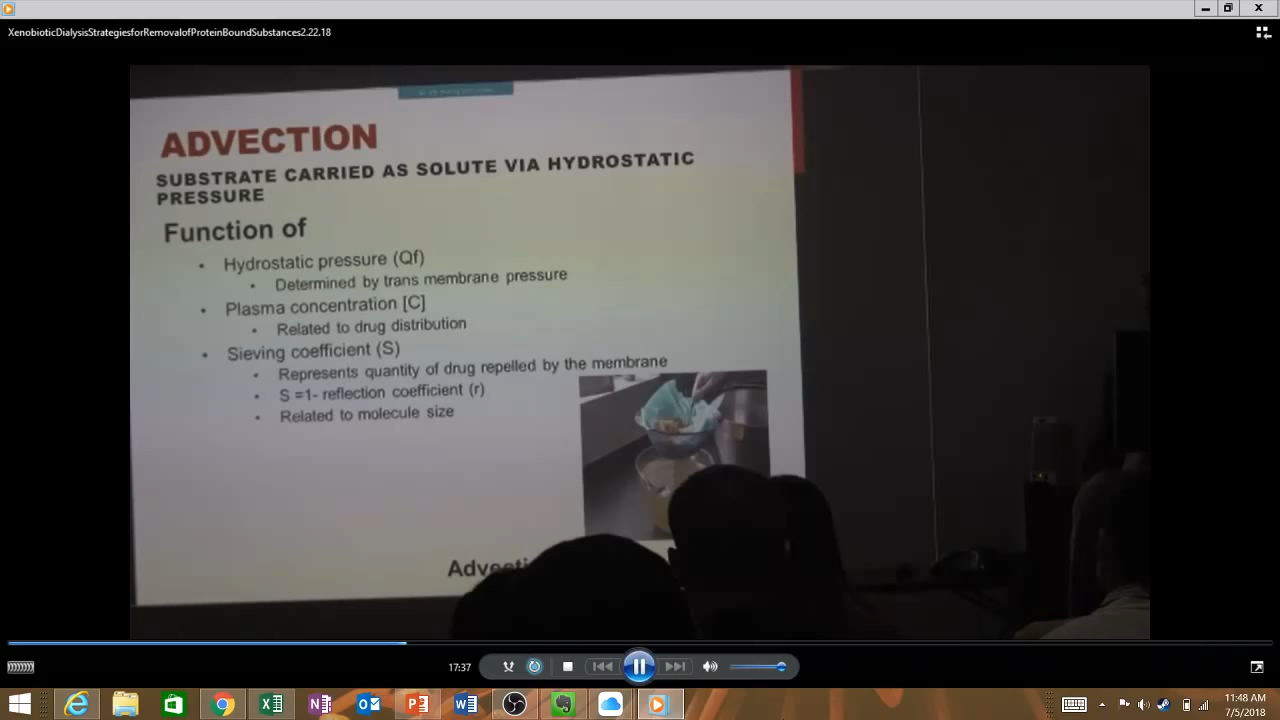 XenobioticDialysisStrategiesforRemovalofProteinBoundSubstances2.22.18
ADVECTION
SUBSTRATE CARRIED AS SOLUTE VIA HYDROSTATIC
PRESSURE
Function of
• Hydrostatic pressure (Qf)
• Determined by trans membrane pressure
• Plasma concentration [C]
• Related to drug distribution
• Sieving coefficient (S)
• Represents quantity of drug repelled by the membrane
• S =1- reflection coefficient (r)
• Related to molecule size
17:37
11:48 AM
7/5/2018